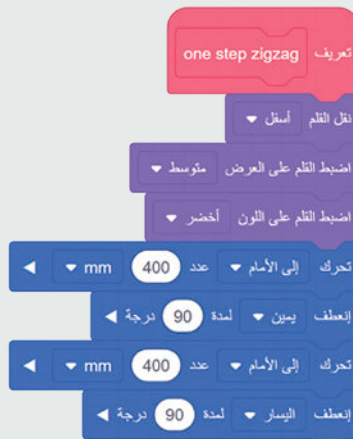 تعريف one step zigzag
نقل القلم أسفل
اضبط القلم على العرض متوسط
اضبط القلم على اللون أخضر
تحرك إلى الأمام عدد 400 mm
إنعطف يمين لمدة 90 درجة
تحرك إلى الأمام عدد 400 mm
إنعطف اليسار لمدة 90 درجة